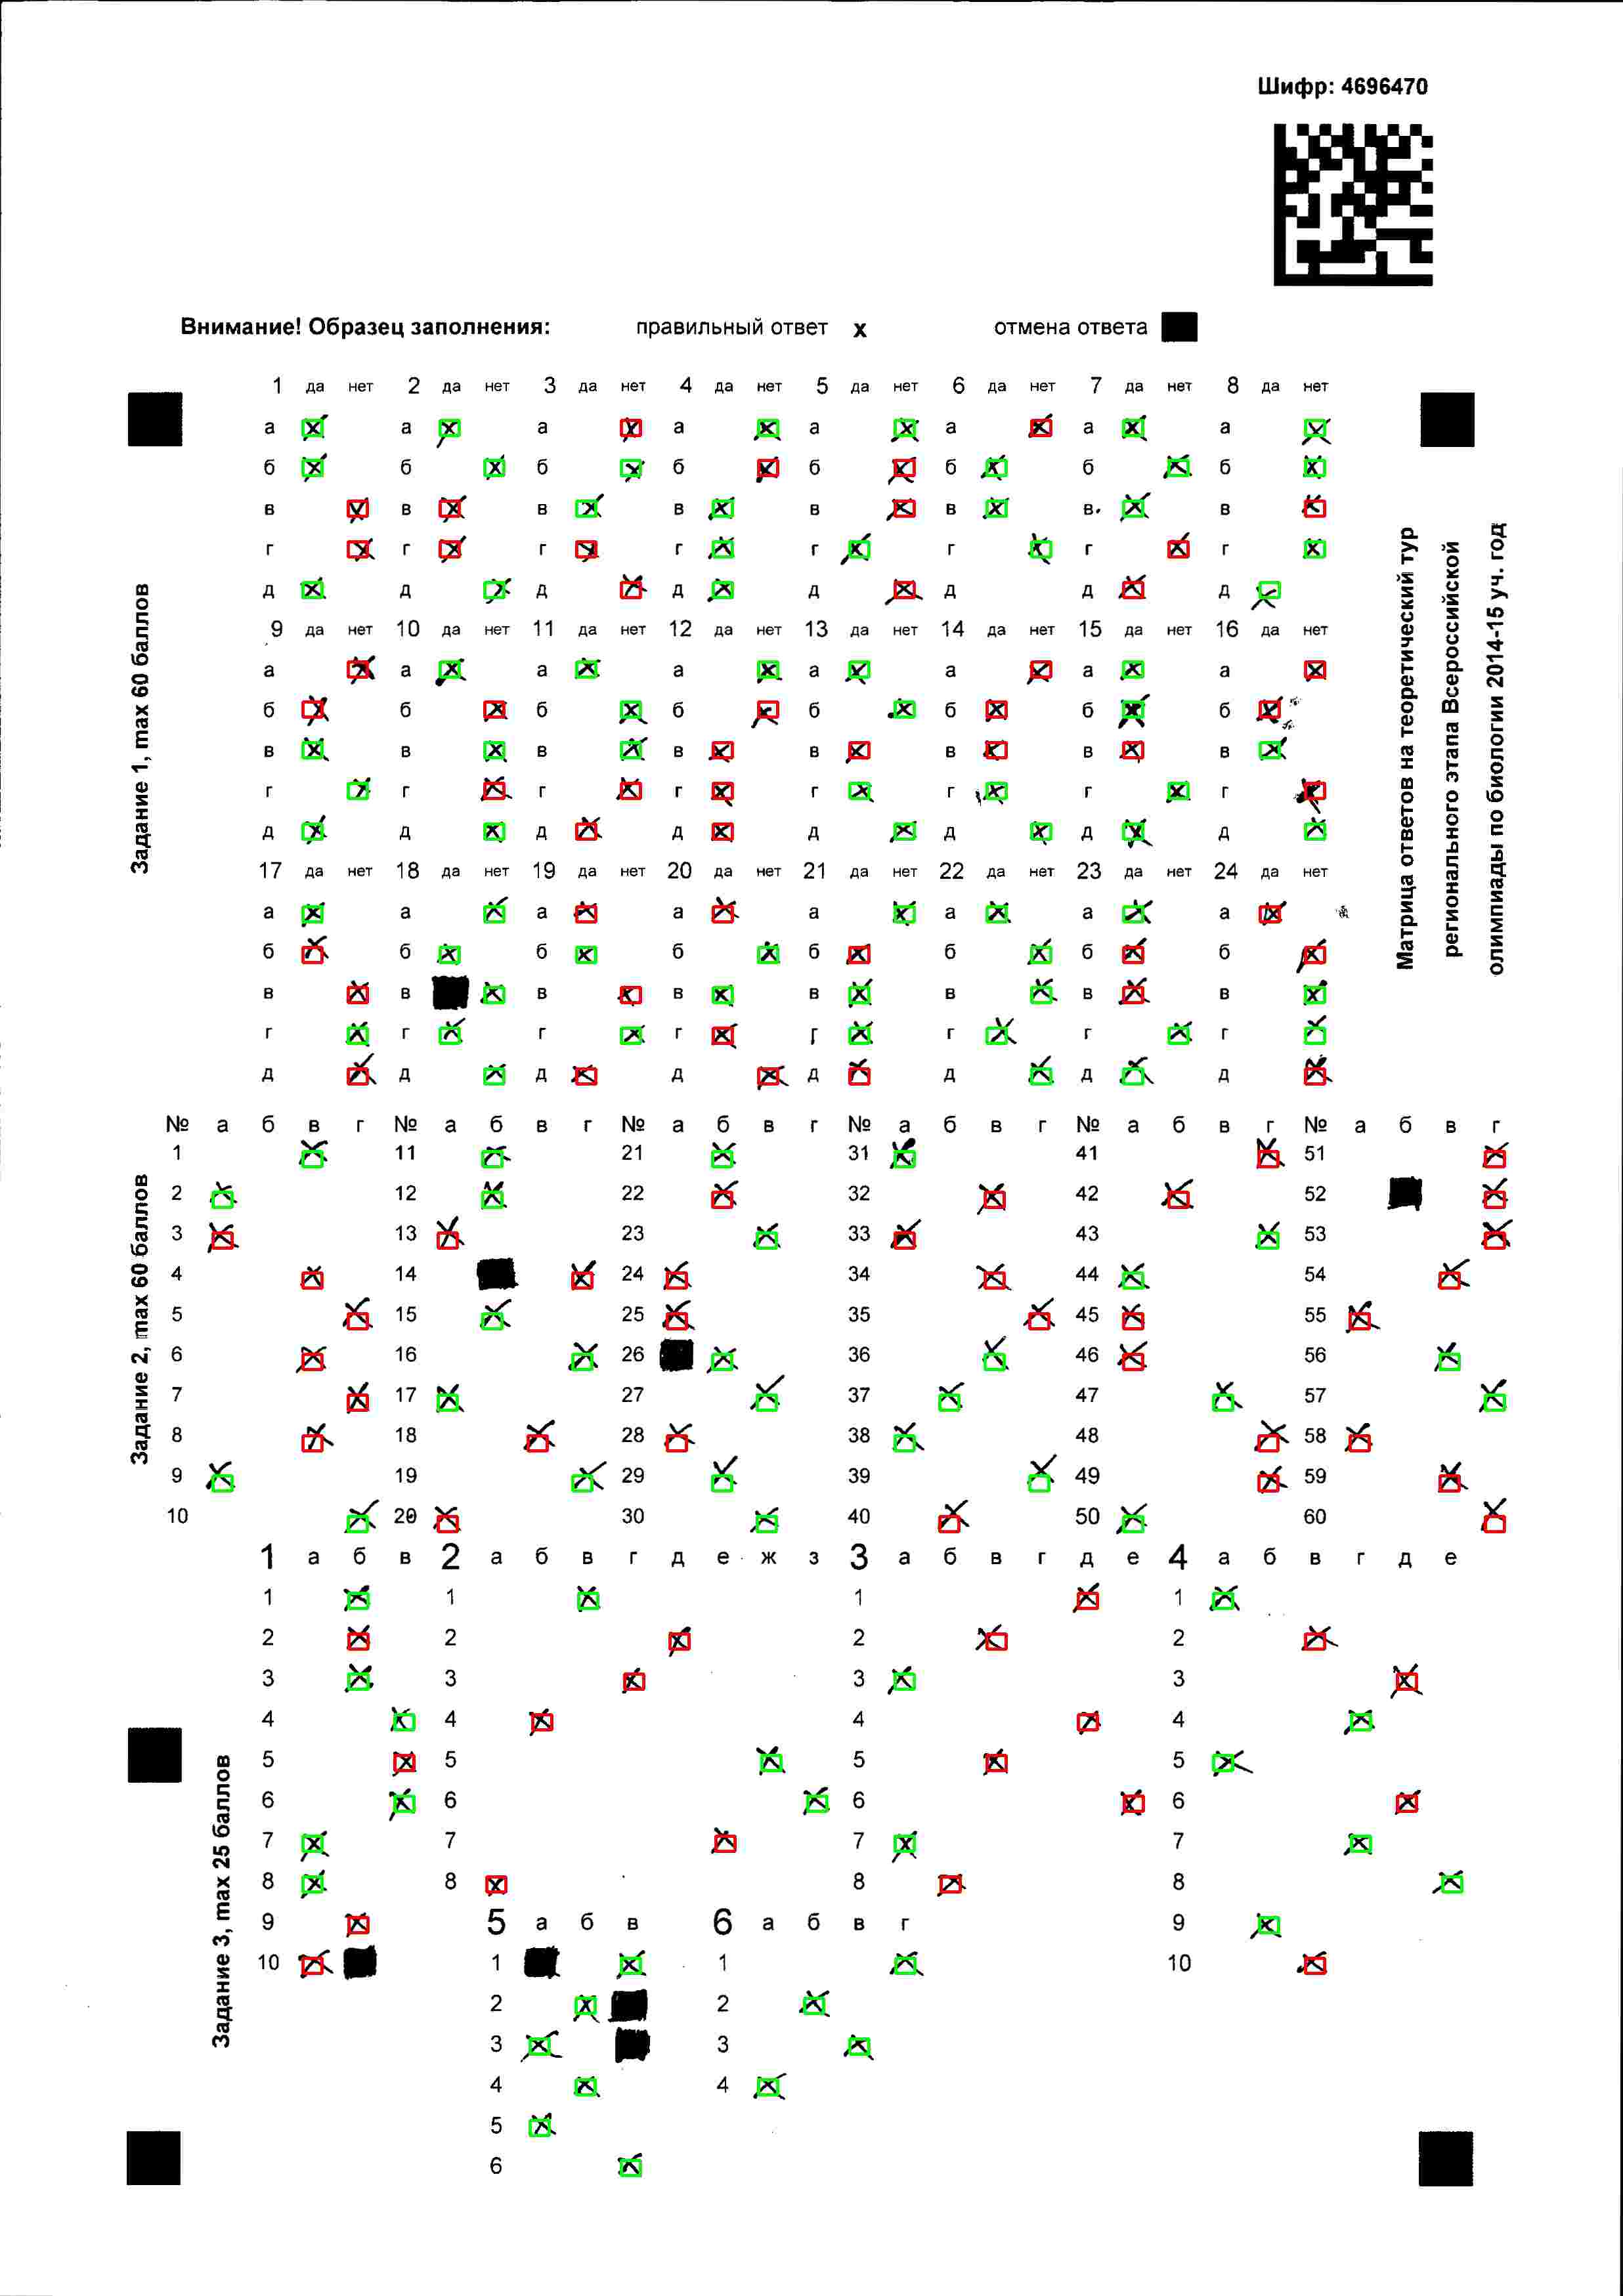 Шифр: 4696470
Внимание! Образец заполнения: правильный ответ x отмена ответа
1 да нет 2 да нет 3 да нет 4 да нет 5 да нет 6 да нет 7 да нет 8 да нет
а а а а а а а а
б б б б б б б б
в в в в в в в в
г г г г г г г г
д д д д д д д д
9 да нет 10 да нет 11 да нет 12 да нет 13 да нет 14 да нет 15 да нет 16 да нет
а а а а а а а а
б б б б б б б б
в в в в в в в в
г г г г г г г г
д д д д д д д д
17 да нет 18 да нет 19 да нет 20 да нет 21 да нет 22 да нет 23 да нет 24 да нет
а а а а а а а а
б б б б б б б б
в в в в в в в в
г г г г г г г г
д д д д д д д д
Задание 1, max 60 баллов
Матрица ответов на теоретический тур
регионального этапа Всероссийской
олимпиады по биологии 2014-15 уч. год
№ а б в г № а б в г № а б в г № а б в г № а б в г № а б в г
1 11 21 31 41 51
2 12 22 32 42 52
3 13 23 33 43 53
4 14 24 34 44 54
5 15 25 35 45 55
6 16 26 36 46 56
7 17 27 37 47 57
8 18 28 38 48 58
9 19 29 39 49 59
10 20 30 40 50 60
Задание 2, max 60 баллов
1 а б в 2 а б в г д е ж з 3 а б в г д е 4 а б в г д е
1 1 1 1
2 2 2 2
3 3 3 3
4 4 4 4
5 5 5 5
6 6 6 6
7 7 7 7
8 8 8 8
9 5 а б в 6 а б в г 9
10 1 1 10
2 2
3 3
4 4
5
6
Задание 3, max 25 баллов